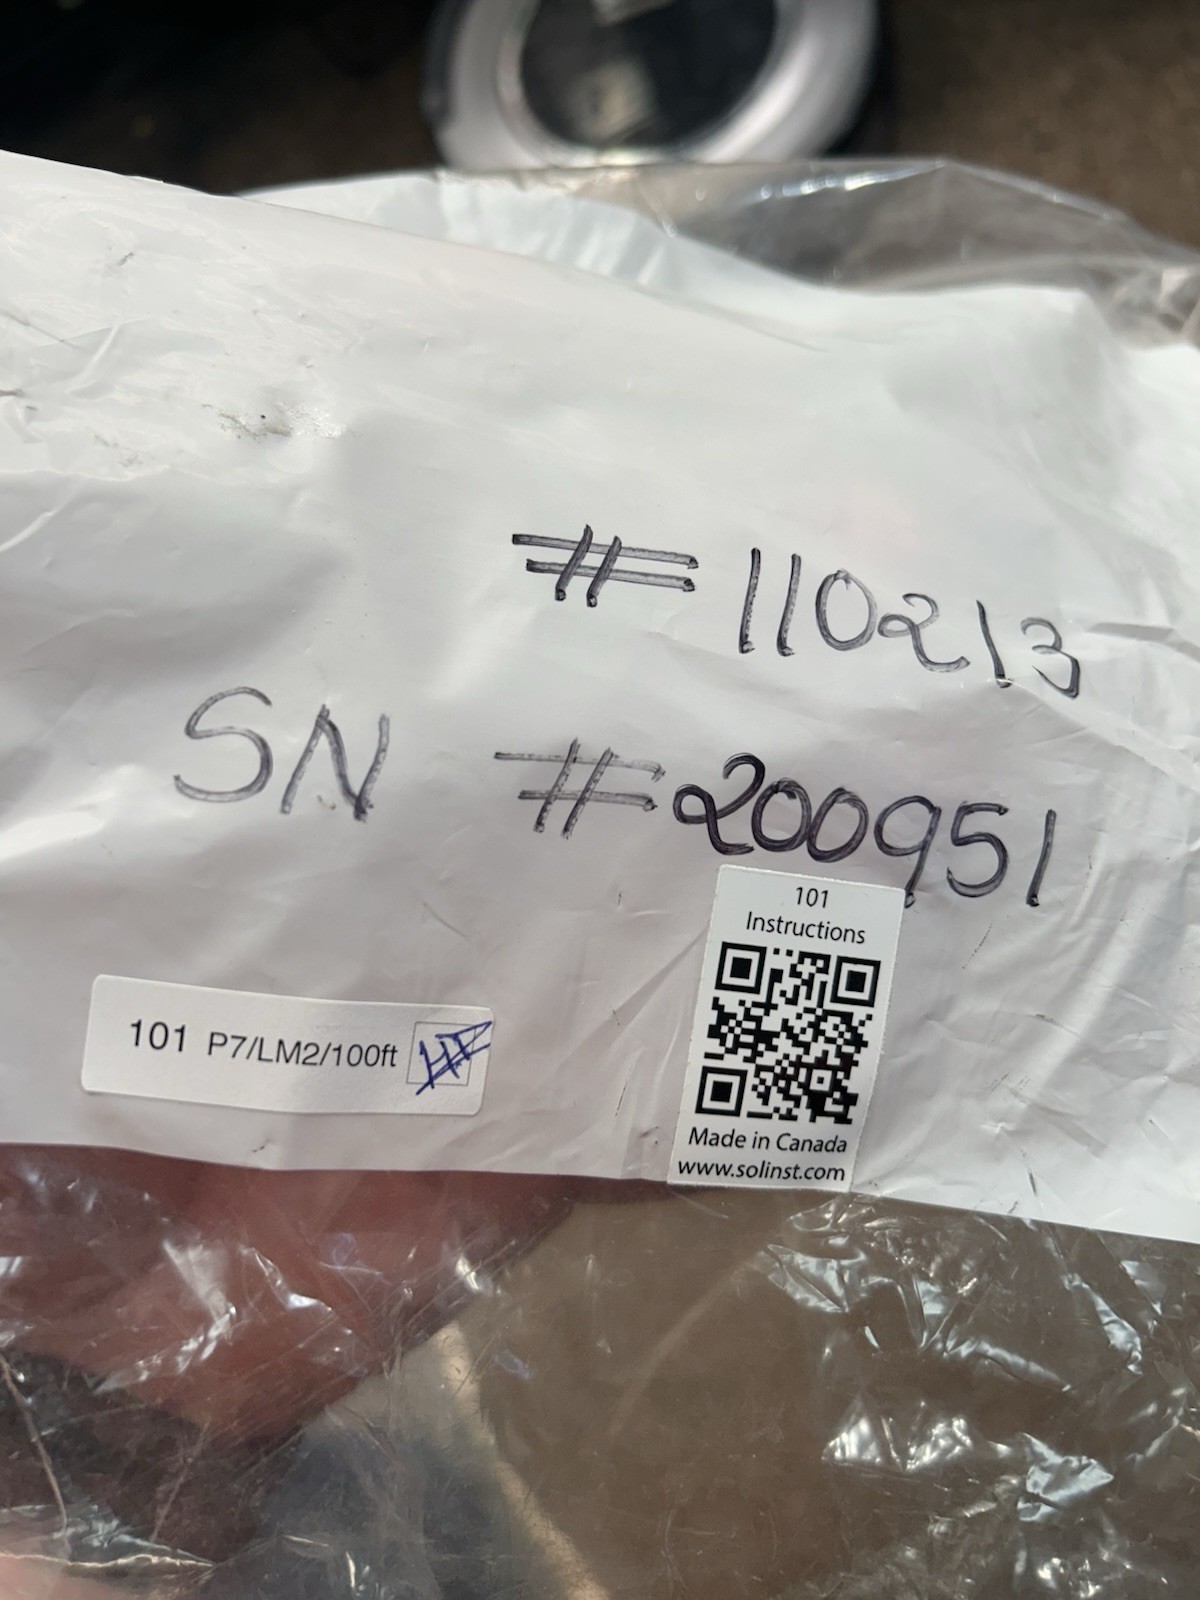 #110213
SN #200951
101
Instructions
101 P7/LM2/100ft
Made in Canada
www.solinst.com